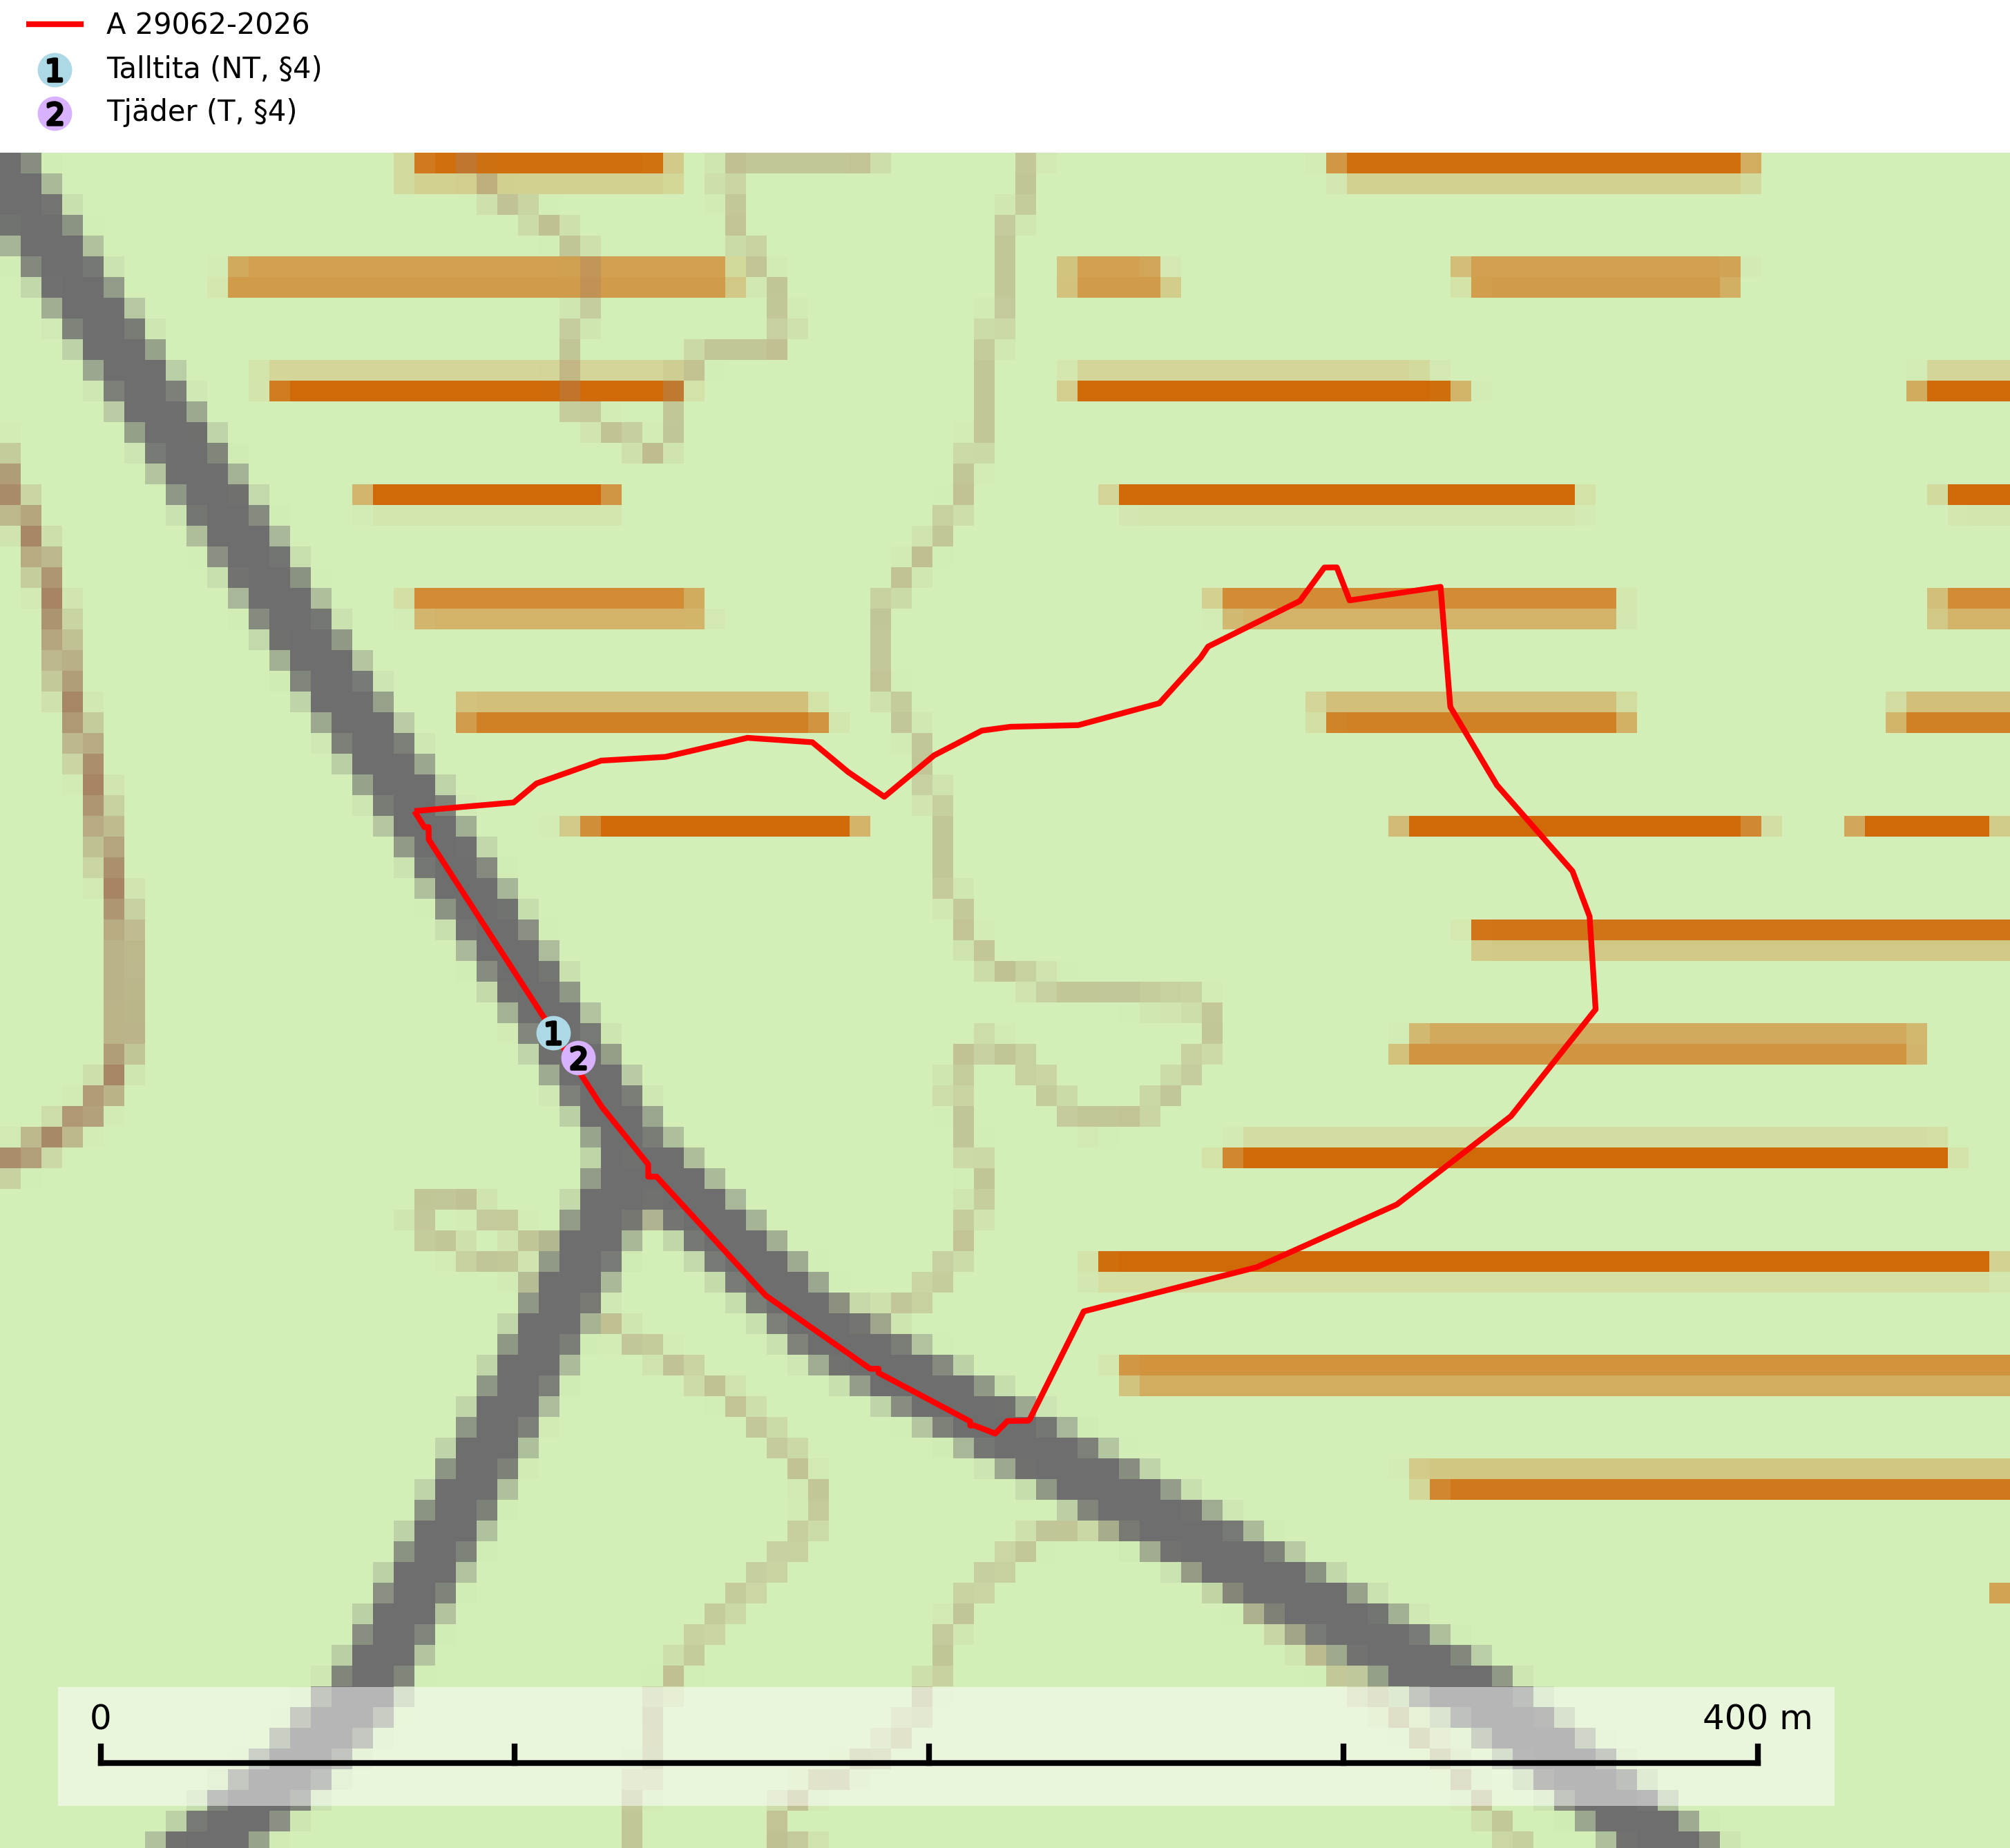 A 29062-2026
1 Talltita (NT, §4)
2 Tjäder (T, §4)
1
2
0 400 m